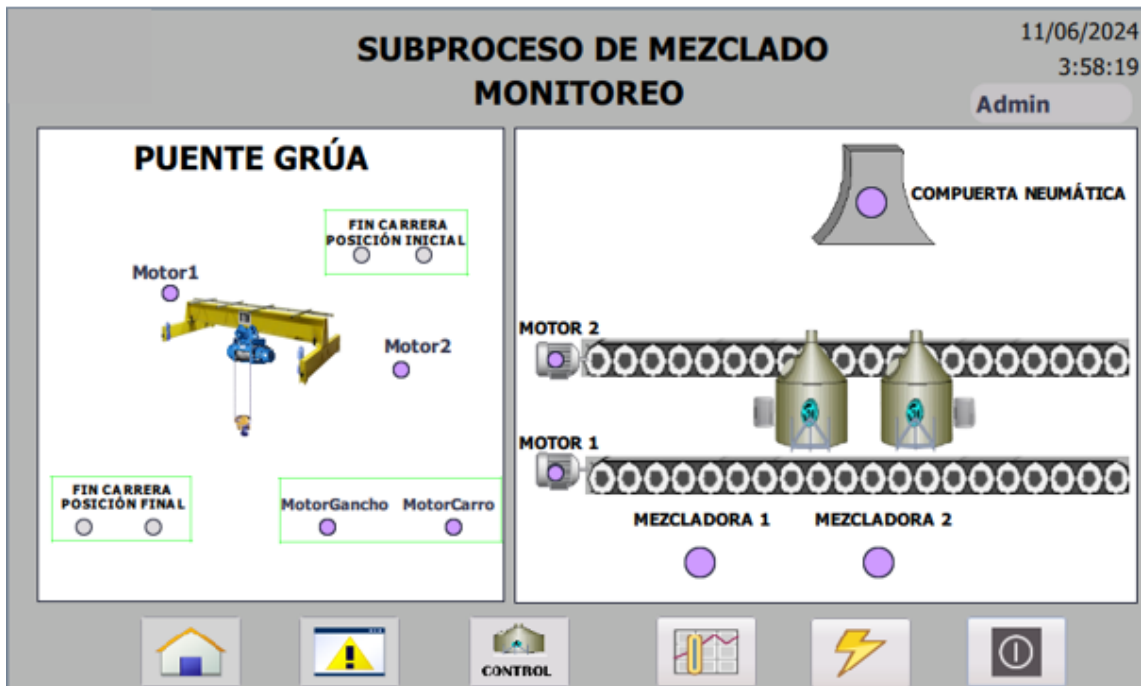 SUBPROCESO DE MEZCLADO
MONITOREO
11/06/2024
3:58:19
Admin
PUENTE GRÚA
FIN CARRERA
POSICIÓN INICIAL
Motor1
Motor2
FIN CARRERA
POSICIÓN FINAL
MotorGancho MotorCarro
COMPUERTA NEUMÁTICA
MOTOR 2
MOTOR 1
MEZCLADORA 1 MEZCLADORA 2
CONTROL